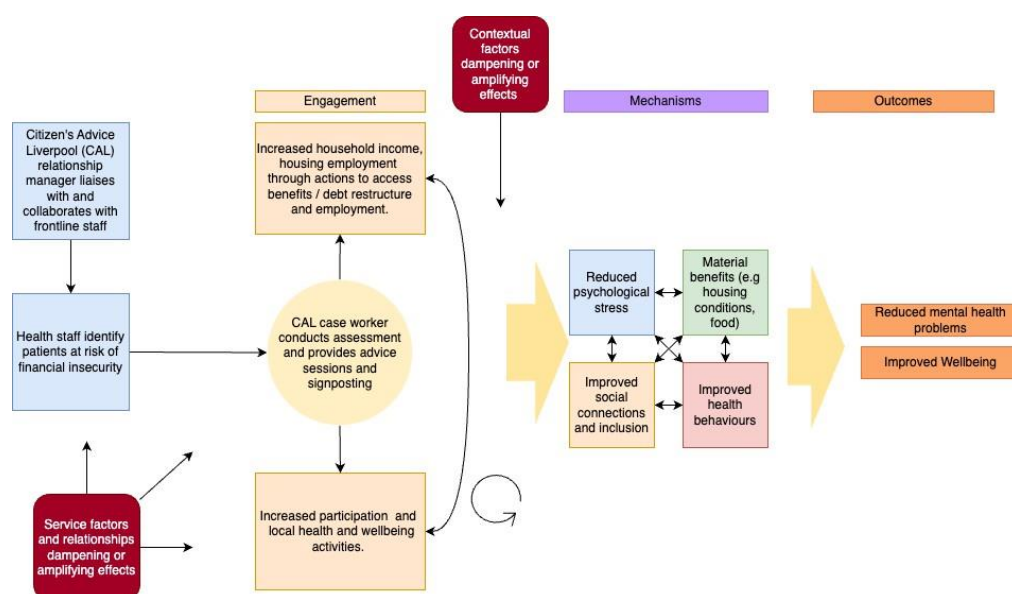 Contextual
factors
dampening or
amplifying
effects
Engagement
Mechanisms
Outcomes
Citizen's Advice
Liverpool (CAL)
relationship
manager liaises
with and
collaborates with
frontline staff
Increased household income,
housing employment
through actions to access
benefits / debt restructure
and employment.
Health staff identify
patients at risk of
financial insecurity
CAL case worker
conducts assessment
and provides advice
sessions and
signposting
Reduced
psychological
stress
Material
benefits (e.g
housing
conditions,
food)
Improved
social
connections
and inclusion
Improved
health
behaviours
Reduced mental health
problems
Improved Wellbeing
Service factors
and relationships
dampening or
amplifying effects
Increased participation and
local health and wellbeing
activities.